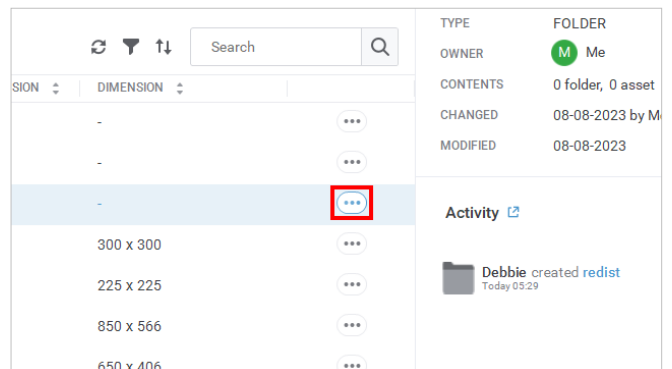 Search
SION DIMENSION
-
-
-
300 x 300
225 x 225
850 x 566
650 x 406
TYPE FOLDER
OWNER M Me
CONTENTS 0 folder, 0 asset
CHANGED 08-08-2023 by M
MODIFIED 08-08-2023
Activity
Debbie created redist
Today 05:29